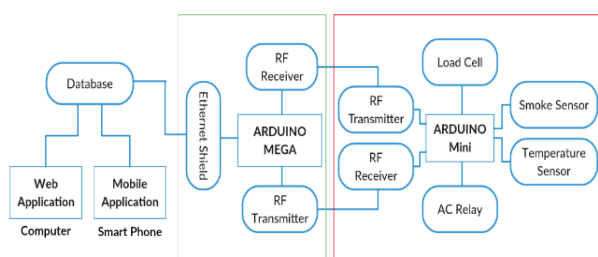 Database
Web
Application
Computer
Mobile
Application
Smart Phone
Ethernet Shield
RF
Receiver
ARDUINO
MEGA
RF
Transmitter
RF
Transmitter
RF
Receiver
Load Cell
ARDUINO
Mini
AC Relay
Smoke Sensor
Temperature
Sensor